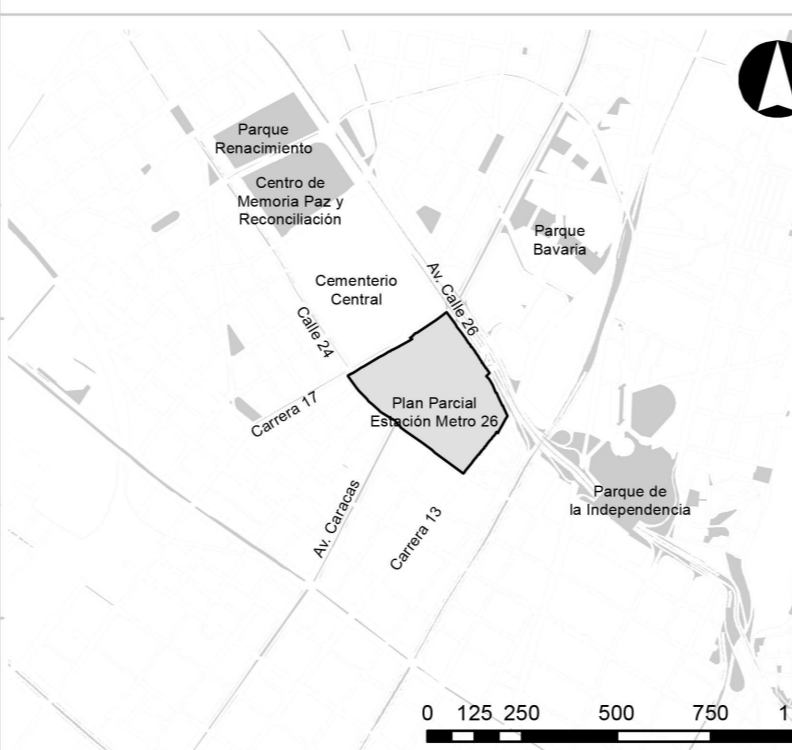 Parque
Renacimiento
Centro de
Memoria Paz y
Reconciliación
Parque
Bavaria
Cementerio
Central
Av. Calle 26
Calle 24
Plan Parcial
Estación Metro 26
Carrera 17
Parque de
la Independencia
Av. Caracas
Carrera 13
0 125 250 500 750